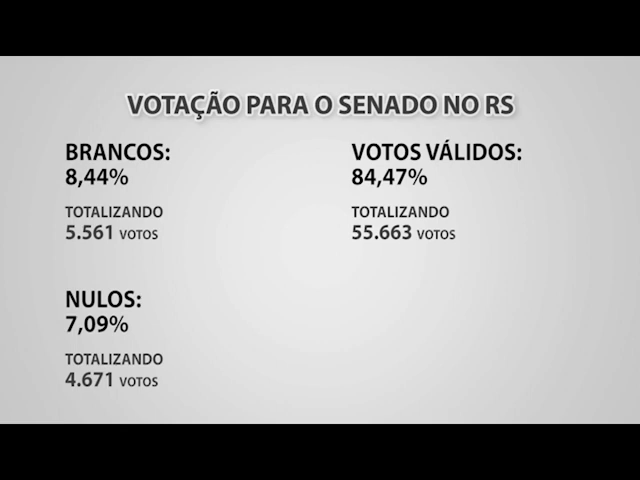 VOTAÇÃO PARA O SENADO NO RS
BRANCOS:
8,44%
TOTALIZANDO
5.561 VOTOS
VOTOS VÁLIDOS:
84,47%
TOTALIZANDO
55.663 VOTOS
NULOS:
7,09%
TOTALIZANDO
4.671 VOTOS